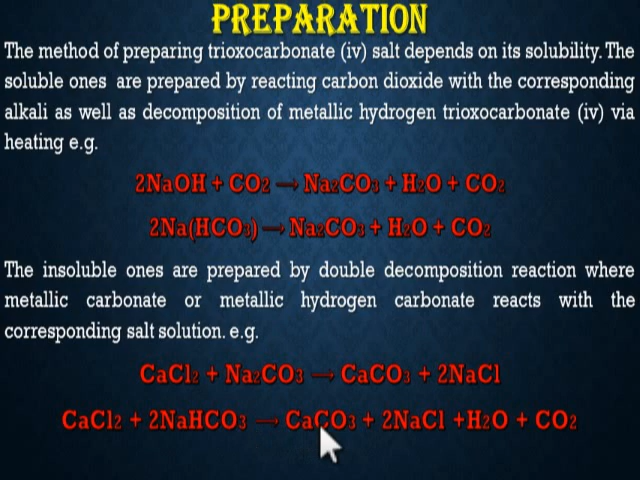 PREPARATION
The method of preparing trioxocarbonate (iv) salt depends on its solubility. The
soluble ones are prepared by reacting carbon dioxide with the corresponding
alkali as well as decomposition of metallic hydrogen trioxocarbonate (iv) via
heating e.g.
2NaOH + CO2 → Na2CO3 + H2O + CO2
2Na(HCO3) → Na2CO3 + H2O + CO2
The insoluble ones are prepared by double decomposition reaction where
metallic carbonate or metallic hydrogen carbonate reacts with the
corresponding salt solution. e.g.
CaCl2 + Na2CO3 → CaCO3 + 2NaCl
CaCl2 + 2NaHCO3 → CaCO3 + 2NaCl +H2O + CO2